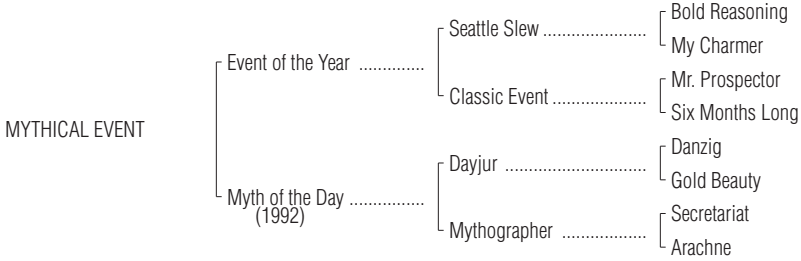 Bold Reasoning
Seattle Slew ......................
My Charmer
Event of the Year ..............
Mr. Prospector
Classic Event ....................
Six Months Long
MYTHICAL EVENT
Danzig
Dayjur ..............................
Gold Beauty
Myth of the Day ................
(1992)
Secretariat
Mythographer ..................
Arachne